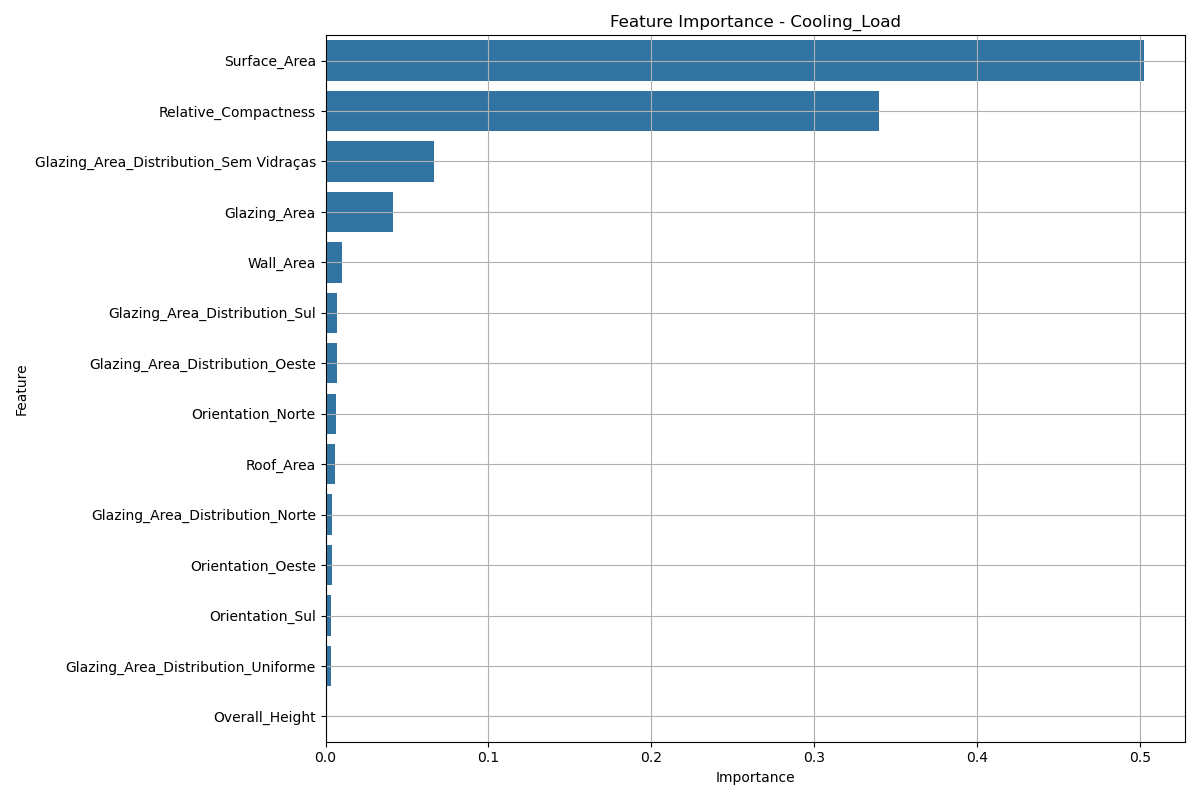 Feature Importance - Cooling_Load
Surface_Area
Relative_Compactness
Glazing_Area_Distribution_Sem Vidraças
Glazing_Area
Wall_Area
Glazing_Area_Distribution_Sul
Glazing_Area_Distribution_Oeste
Orientation_Norte
Roof_Area
Glazing_Area_Distribution_Norte
Orientation_Oeste
Orientation_Sul
Glazing_Area_Distribution_Uniforme
Overall_Height
Feature
0.0 0.1 0.2 0.3 0.4 0.5
Importance